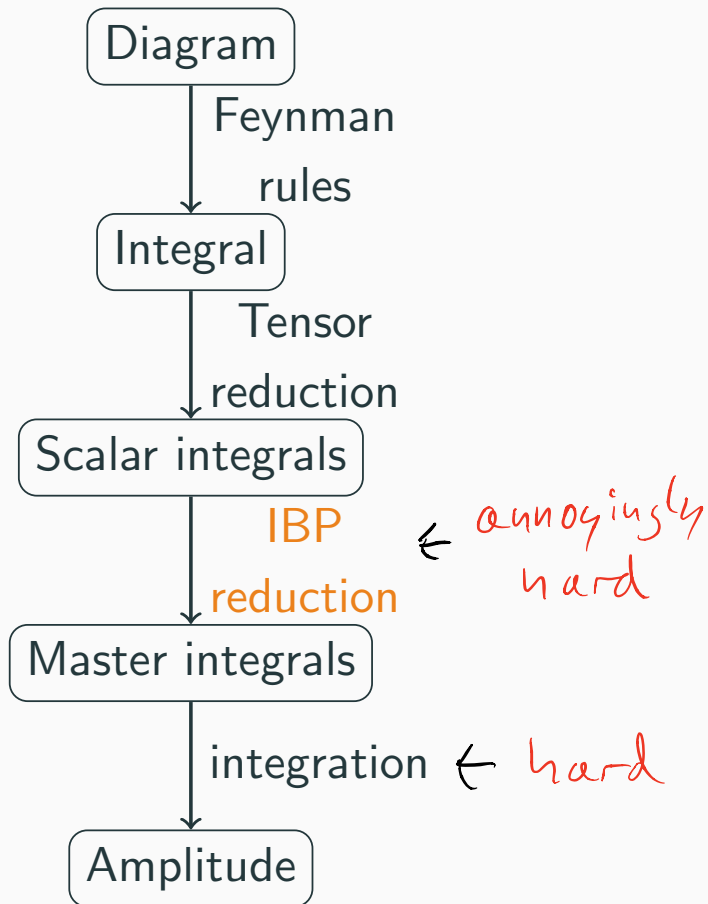 Diagram
Feynman
rules
Integral
Tensor
reduction
Scalar integrals
IBP
reduction
annoyingly
hard
Master integrals
integration
hard
Amplitude